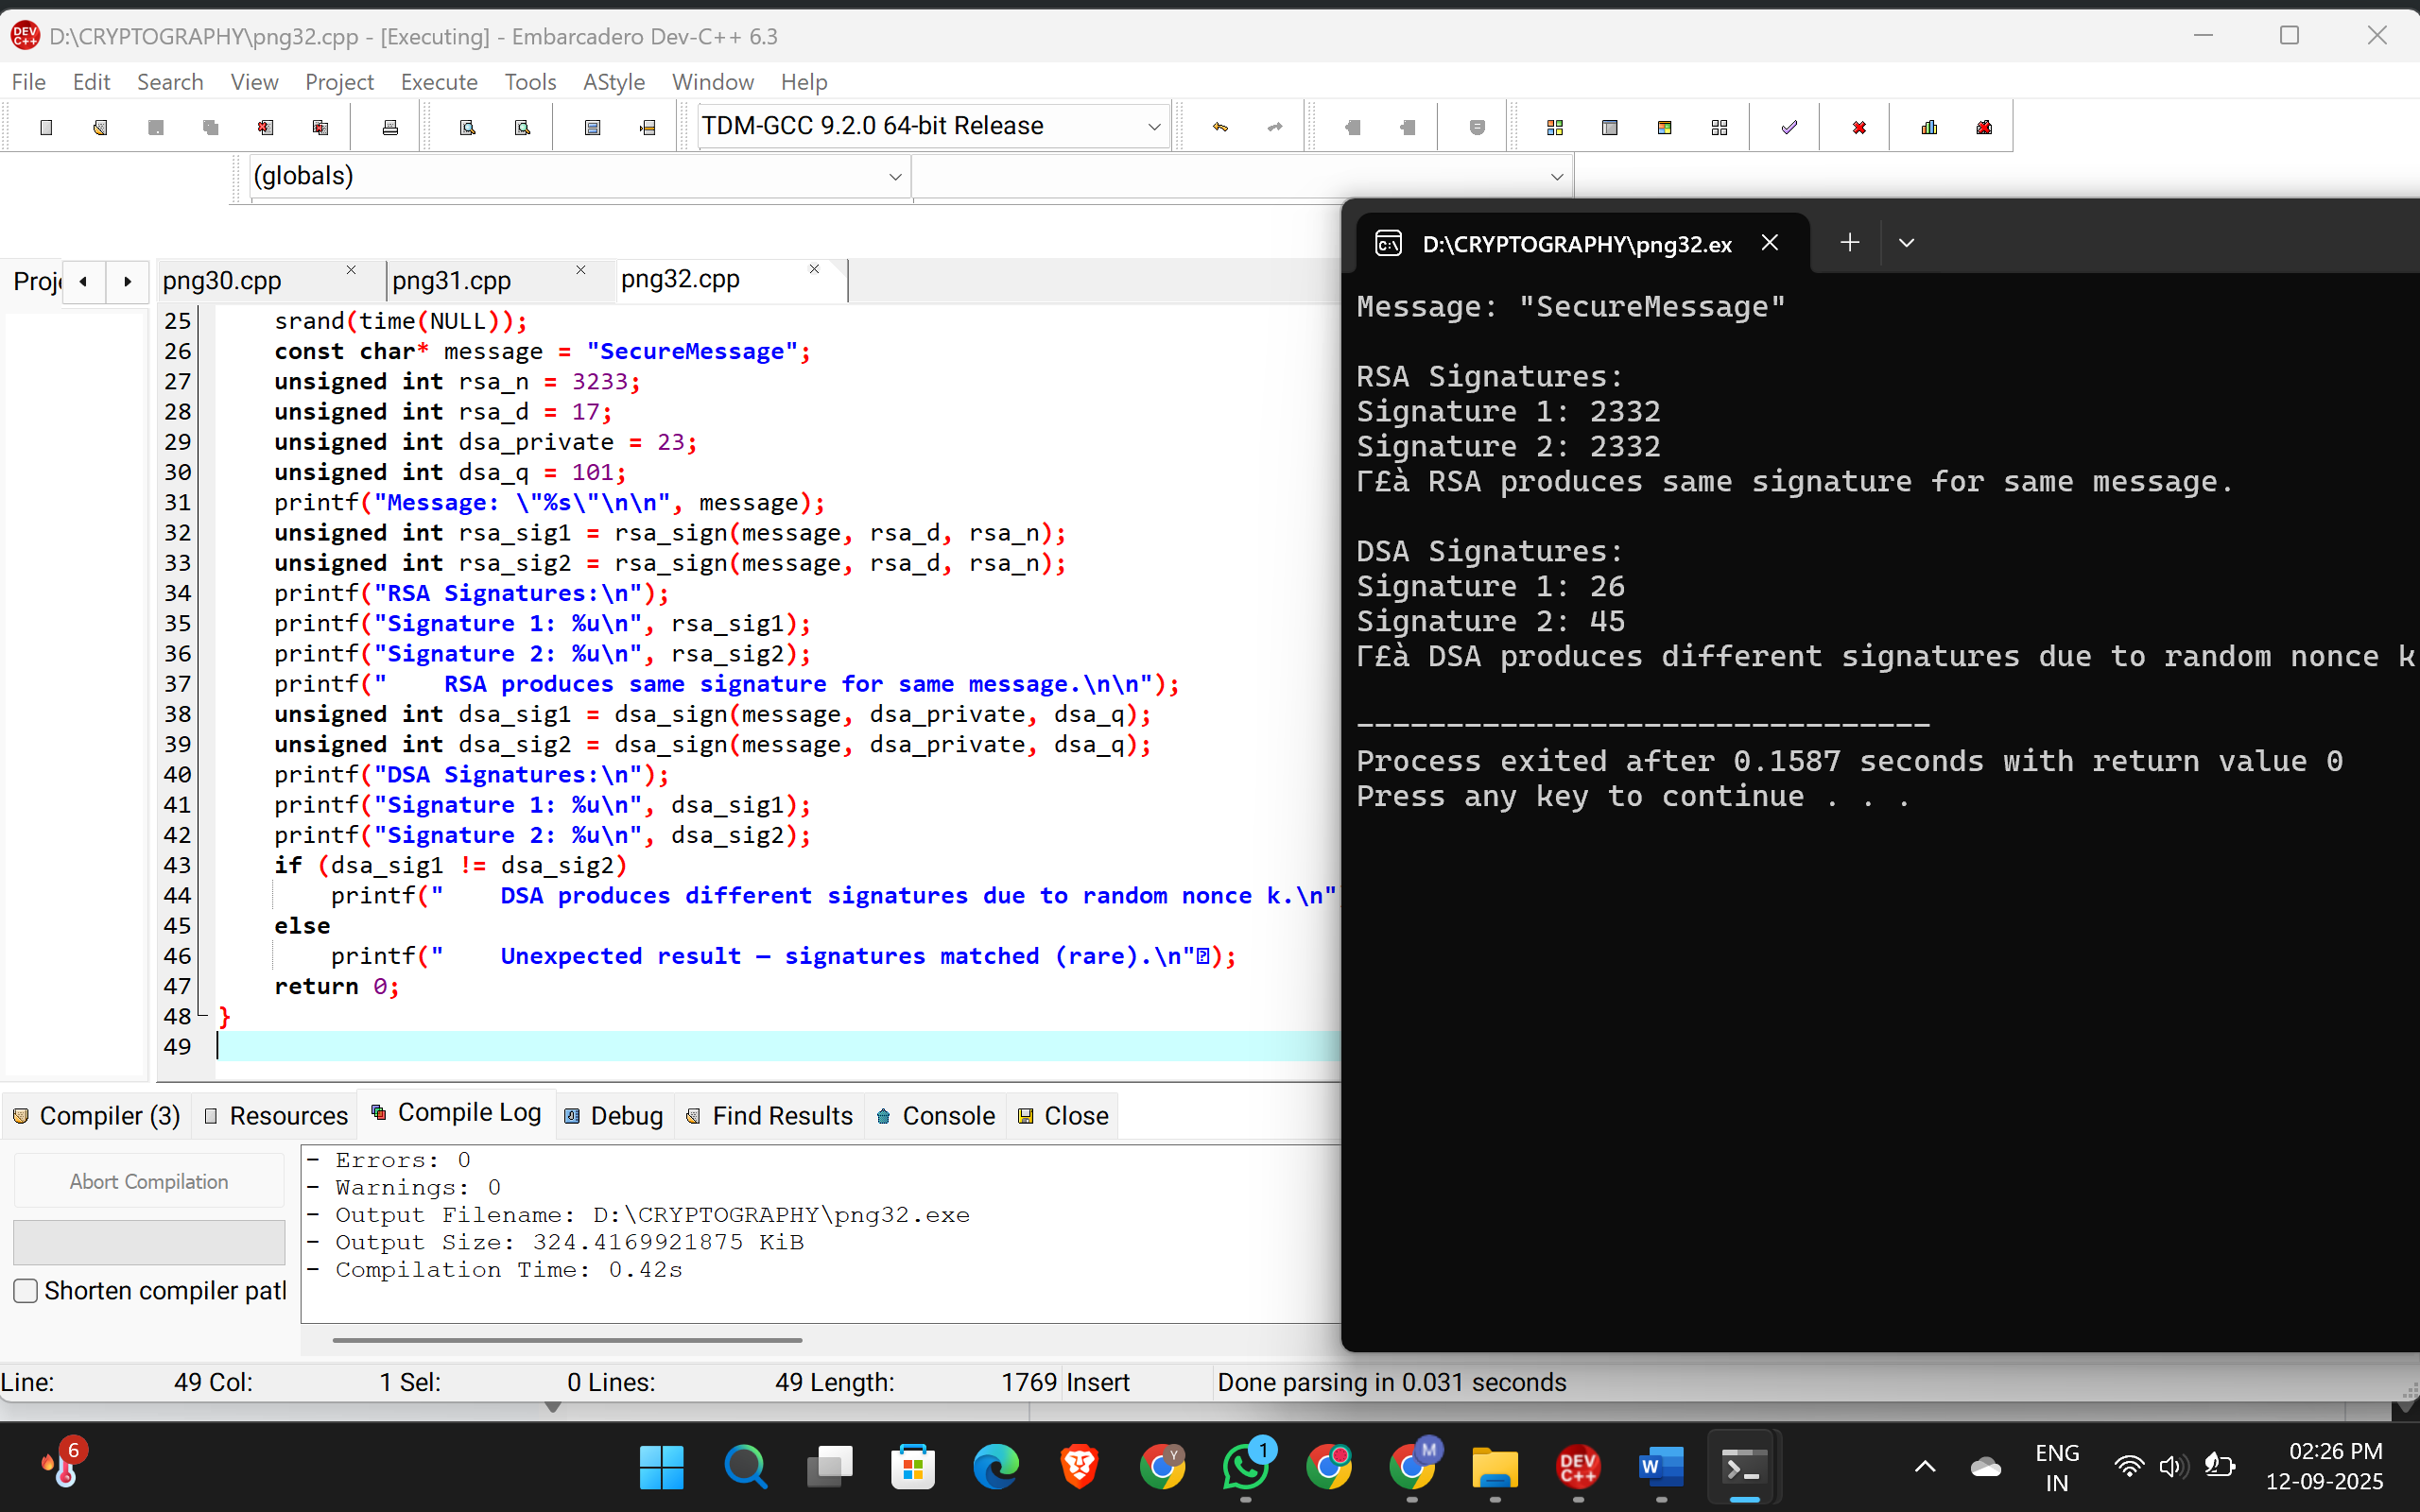 D:\CRYPTOGRAPHY\png32.cpp - [Executing] - Embarcadero Dev-C++ 6.3
File Edit Search View Project Execute Tools AStyle Window Help
TDM-GCC 9.2.0 64-bit Release
(globals)
Proj
png30.cpp png31.cpp png32.cpp
25 srand(time(NULL));
26 const char* message = "SecureMessage";
27 unsigned int rsa_n = 3233;
28 unsigned int rsa_d = 17;
29 unsigned int dsa_private = 23;
30 unsigned int dsa_q = 101;
31 printf("Message: \"%s\"\n\n", message);
32 unsigned int rsa_sig1 = rsa_sign(message, rsa_d, rsa_n);
33 unsigned int rsa_sig2 = rsa_sign(message, rsa_d, rsa_n);
34 printf("RSA Signatures:\n");
35 printf("Signature 1: %u\n", rsa_sig1);
36 printf("Signature 2: %u\n", rsa_sig2);
37 printf("    RSA produces same signature for same message.\n\n");
38 unsigned int dsa_sig1 = dsa_sign(message, dsa_private, dsa_q);
39 unsigned int dsa_sig2 = dsa_sign(message, dsa_private, dsa_q);
40 printf("DSA Signatures:\n");
41 printf("Signature 1: %u\n", dsa_sig1);
42 printf("Signature 2: %u\n", dsa_sig2);
43 if (dsa_sig1 != dsa_sig2)
44 printf("    DSA produces different signatures due to random nonce k.\n"
45 else
46 printf("    Unexpected result — signatures matched (rare).\n");
47 return 0;
48 }
49
D:\CRYPTOGRAPHY\png32.ex
Message: "SecureMessage"
RSA Signatures:
Signature 1: 2332
Signature 2: 2332
Γ£à RSA produces same signature for same message.
DSA Signatures:
Signature 1: 26
Signature 2: 45
Γ£à DSA produces different signatures due to random nonce k
--------------------------------
Process exited after 0.1587 seconds with return value 0
Press any key to continue . . .
Compiler (3) Resources Compile Log Debug Find Results Console Close
Abort Compilation
Shorten compiler patl
- Errors: 0
- Warnings: 0
- Output Filename: D:\CRYPTOGRAPHY\png32.exe
- Output Size: 324.4169921875 KiB
- Compilation Time: 0.42s
Line: 49 Col: 1 Sel: 0 Lines: 49 Length: 1769 Insert Done parsing in 0.031 seconds
6
Y
1
M
DEV C++
W
ENG
IN
02:26 PM
12-09-2025